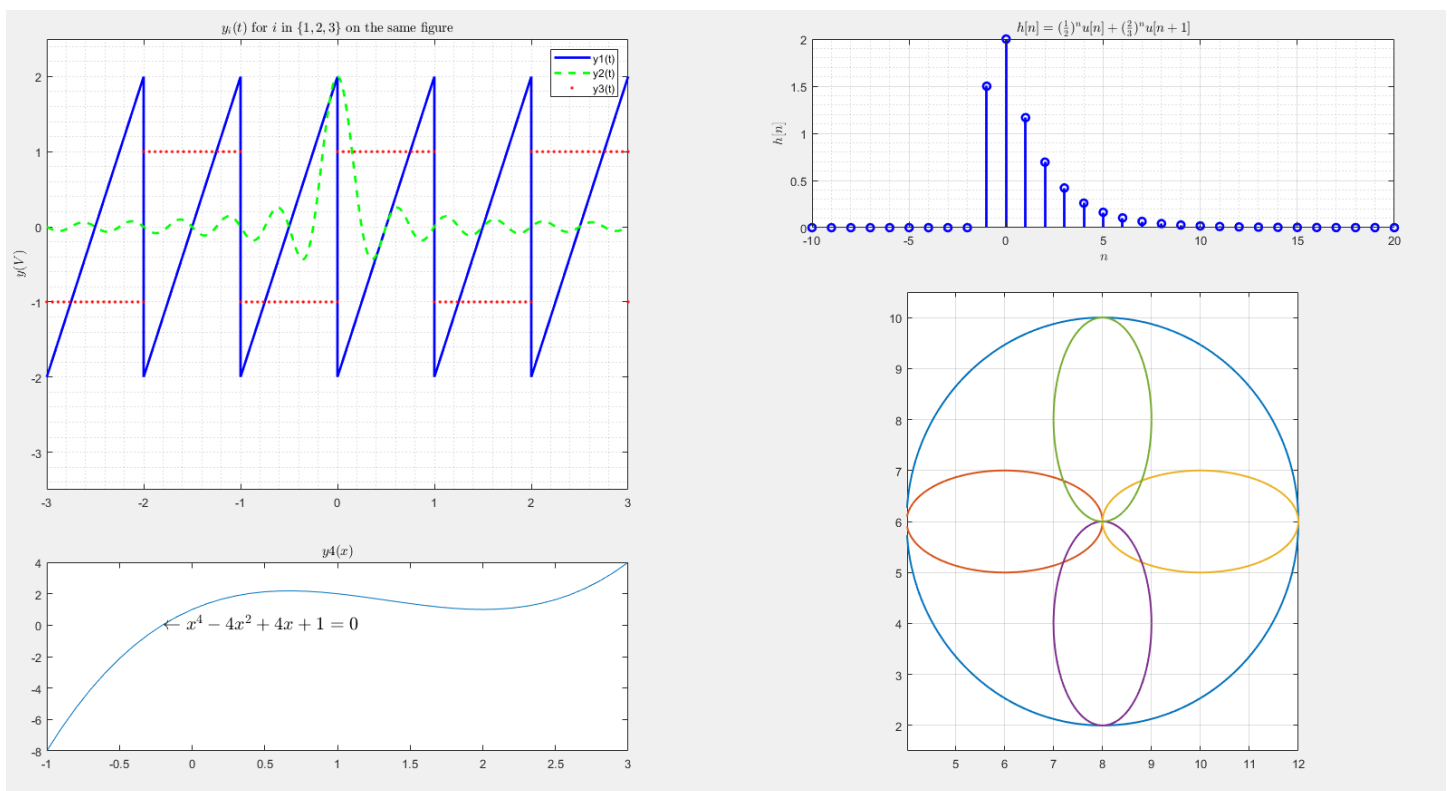 $y_i(t)$ for $i$ in $\{1, 2, 3\}$ on the same figure
y1(t)
y2(t)
y3(t)
2
1
0
-1
-2
-3
y(V)
-3 -2 -1 0 1 2 3
$h[n] = (\frac{1}{2})^n u[n] + (\frac{2}{3})^n u[n + 1]$
2
1.5
1
0.5
0
h[n]
-10 -5 0 5 10 15 20
n
y4(x)
4
2
0
-2
-4
-6
-8
$\leftarrow x^4 - 4x^2 + 4x + 1 = 0$
-1 -0.5 0 0.5 1 1.5 2 2.5 3
10
9
8
7
6
5
4
3
2
5 6 7 8 9 10 11 12